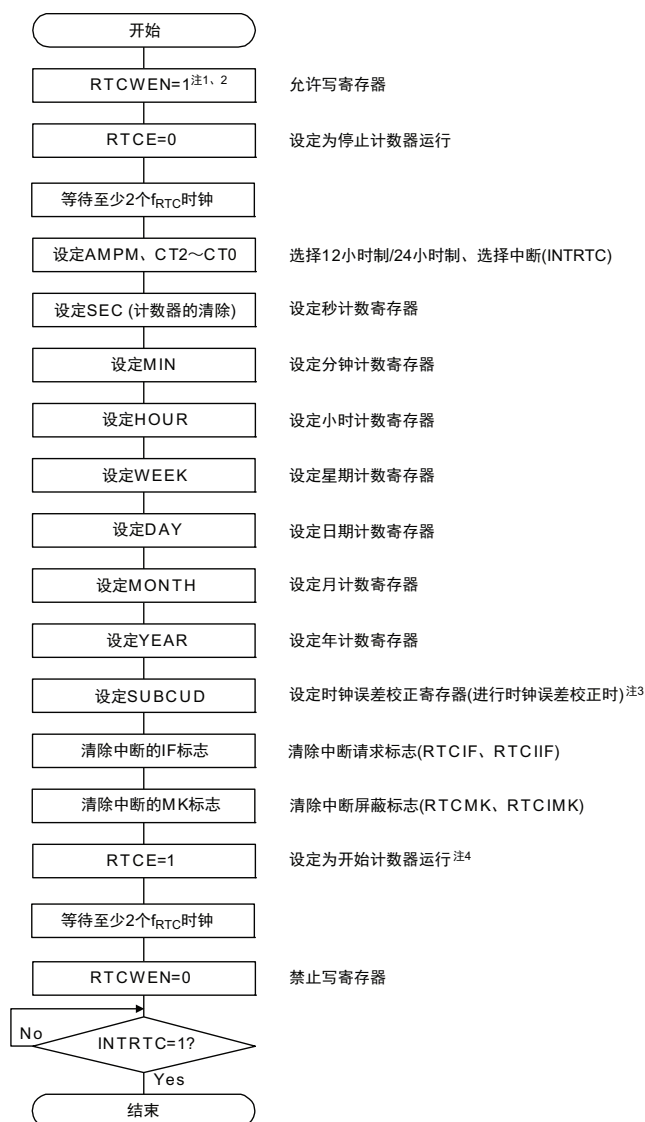 开始
RTCWEN=1注1、2 允许写寄存器
RTCE=0 设定为停止计数器运行
等待至少2个fRTC时钟
设定AMPM、CT2～CT0 选择12小时制/24小时制、选择中断(INTRTC)
设定SEC (计数器的清除) 设定秒计数寄存器
设定MIN 设定分钟计数寄存器
设定HOUR 设定小时计数寄存器
设定WEEK 设定星期计数寄存器
设定DAY 设定日期计数寄存器
设定MONTH 设定月计数寄存器
设定YEAR 设定年计数寄存器
设定SUBCUD 设定时钟误差校正寄存器(进行时钟误差校正时)注3
清除中断的IF标志 清除中断请求标志(RTCIF、RTCIIF)
清除中断的MK标志 清除中断屏蔽标志(RTCMK、RTCIMK)
RTCE=1 设定为开始计数器运行注4
等待至少2个fRTC时钟
RTCWEN=0 禁止写寄存器
No INTRTC=1?
Yes
结束